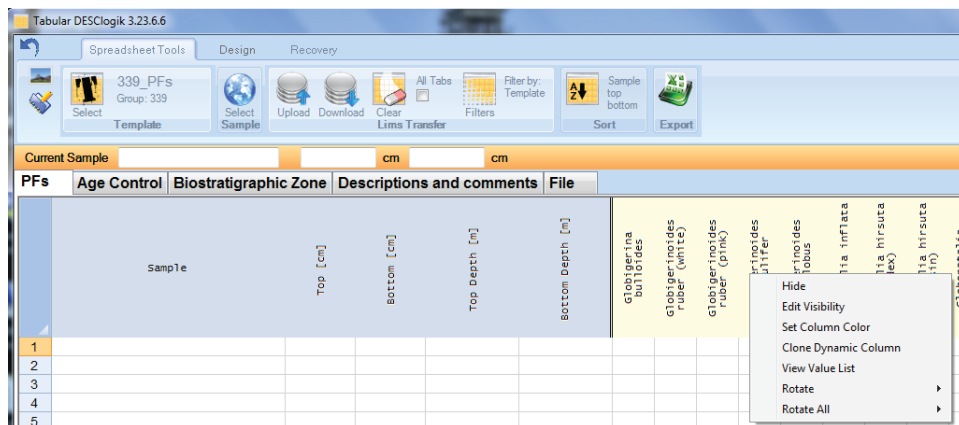 Tabular DESClogik 3.23.6.6
Spreadsheet Tools Design Recovery
339_PFs
Group: 339
Select
Template
Select
Sample
Upload Download Clear
All Tabs
Filters
Filter by:
Template
Lims Transfer
Sample
top
bottom
Sort
Export
Current Sample cm cm
PFs Age Control Biostratigraphic Zone Descriptions and comments File
Sample
Top [cm]
Bottom [cm]
Top Depth [m]
Bottom Depth [m]
Globigerina
bulloides
Globigerinoides
ruber (white)
Globigerinoides
ruber (pink)
inflata
hirsuta
hirsuta
Hide
Edit Visibility
Set Column Color
Clone Dynamic Column
View Value List
Rotate
Rotate All
1
2
3
4
5